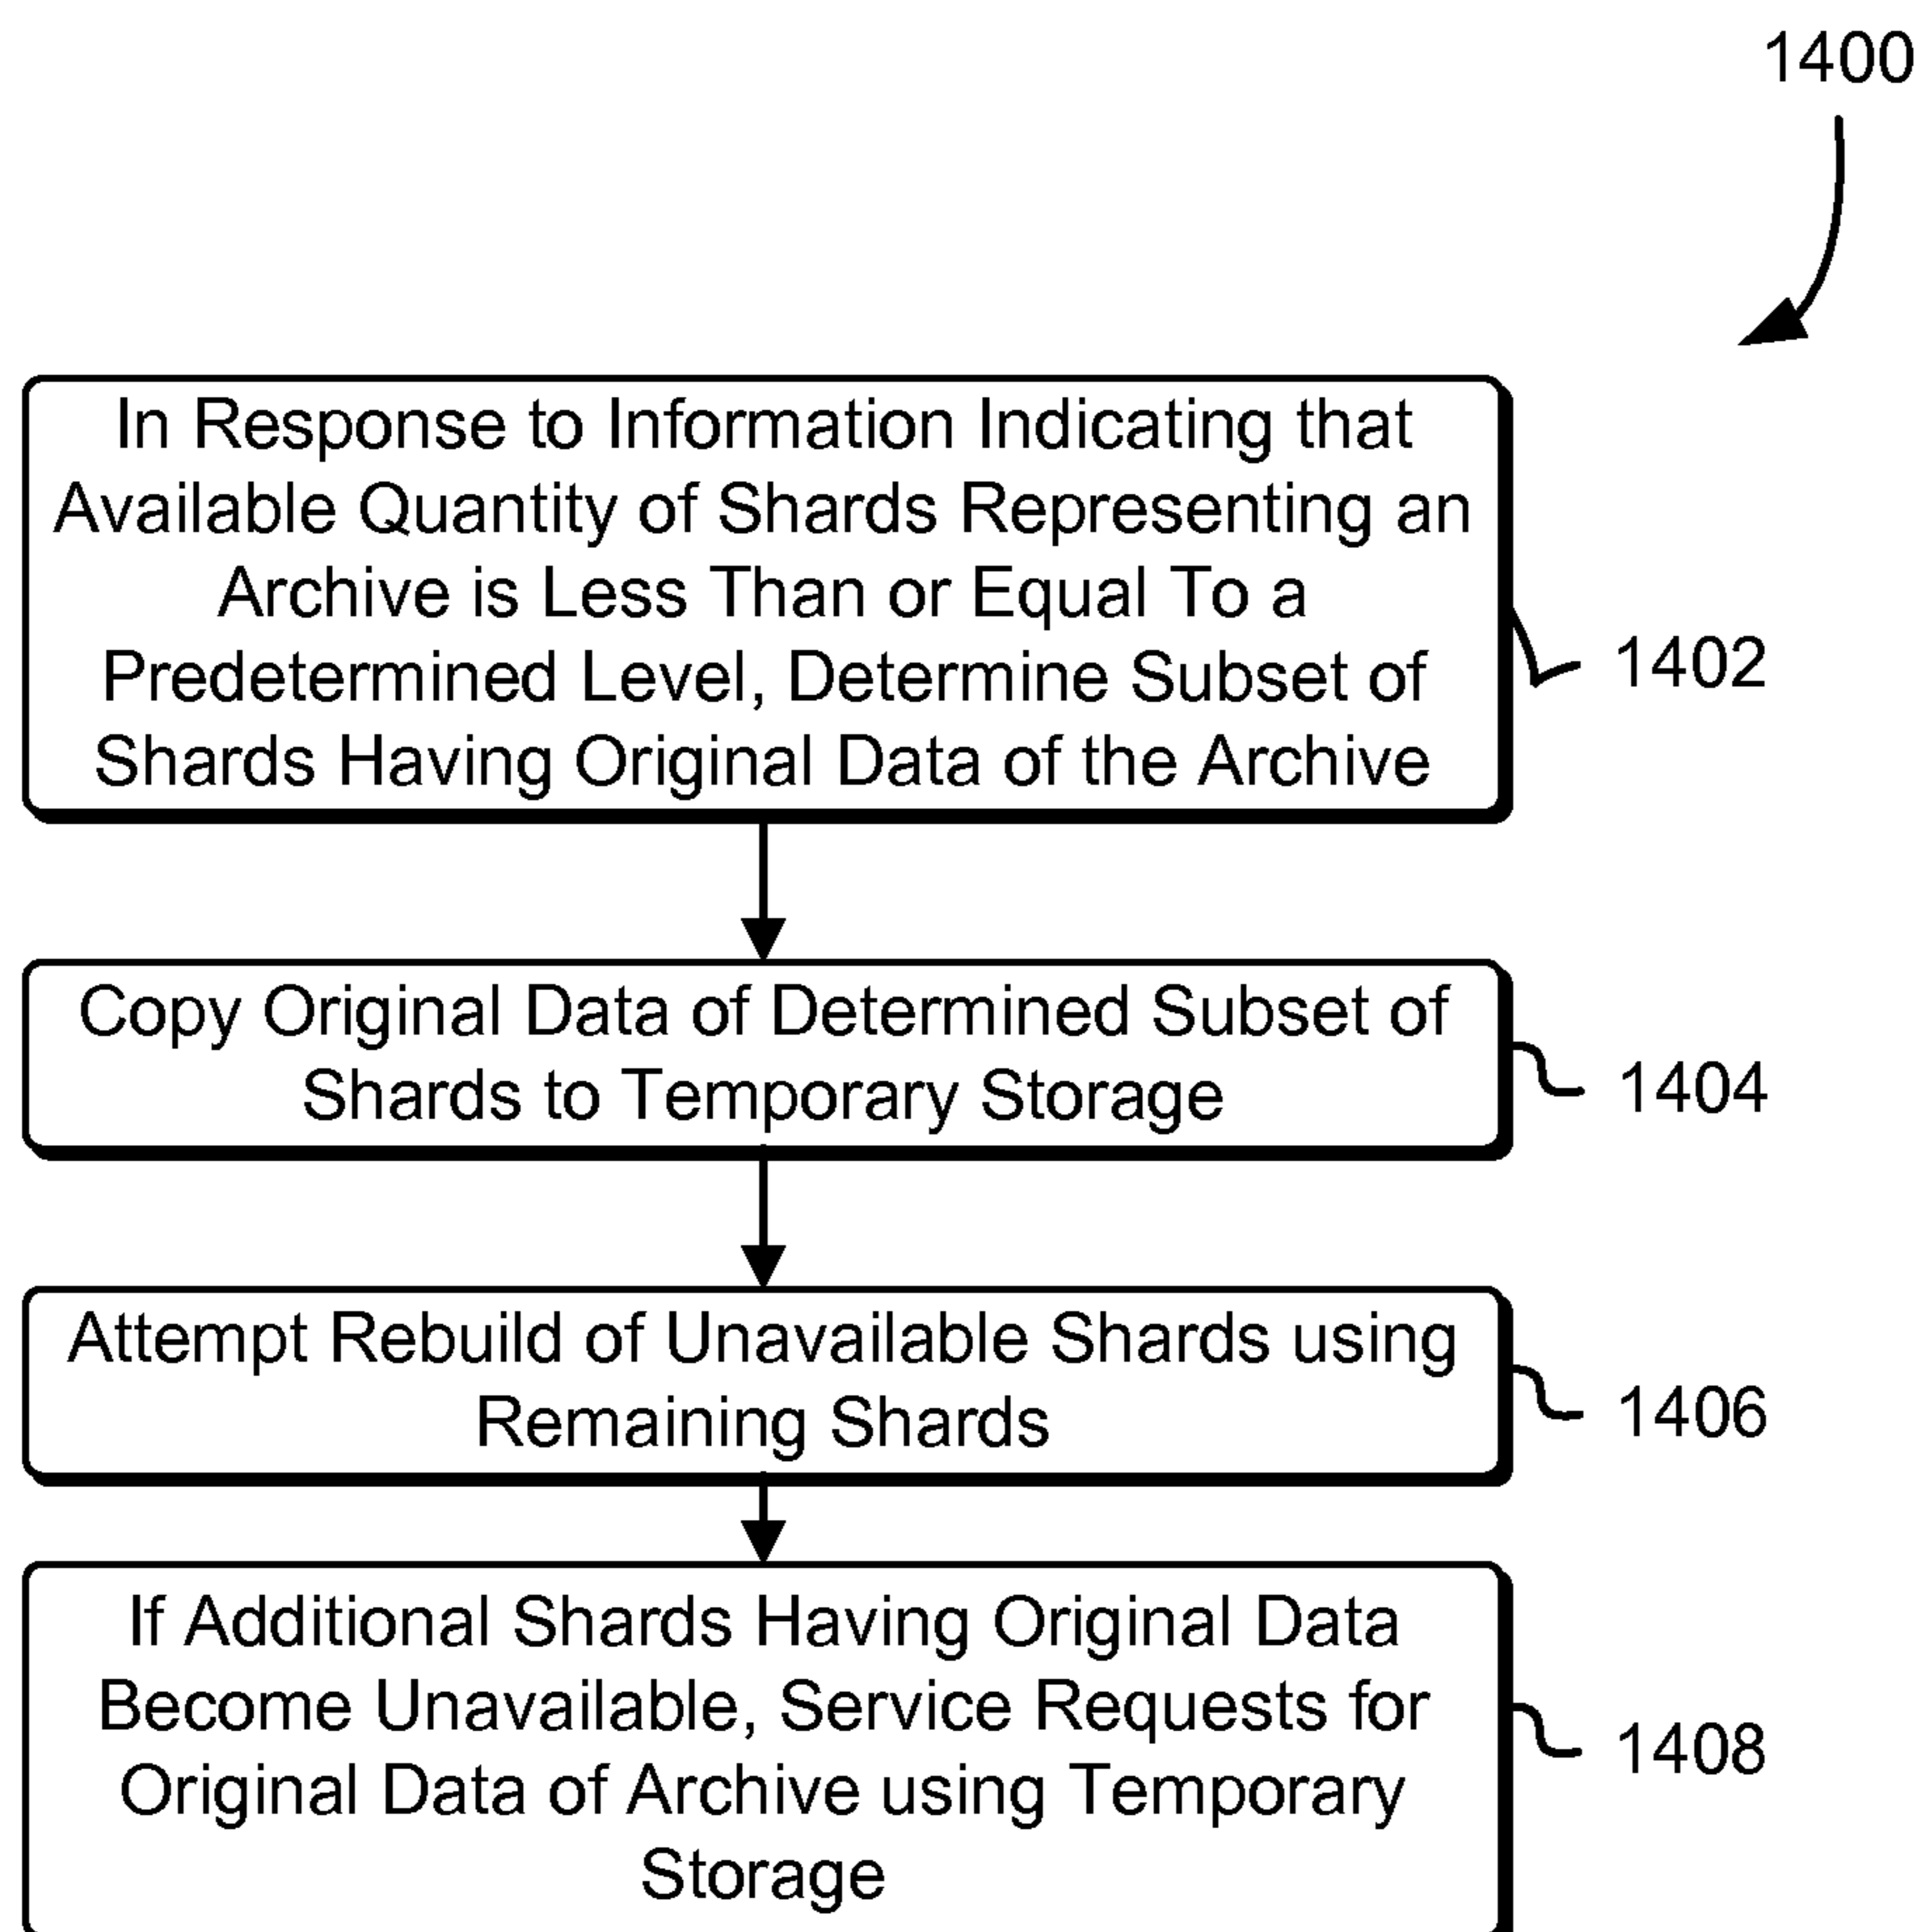 1400
In Response to Information Indicating that
Available Quantity of Shards Representing an
Archive is Less Than or Equal To a
Predetermined Level, Determine Subset of
Shards Having Original Data of the Archive
1402
Copy Original Data of Determined Subset of
Shards to Temporary Storage
1404
Attempt Rebuild of Unavailable Shards using
Remaining Shards
1406
If Additional Shards Having Original Data
Become Unavailable, Service Requests for
Original Data of Archive using Temporary
Storage
1408